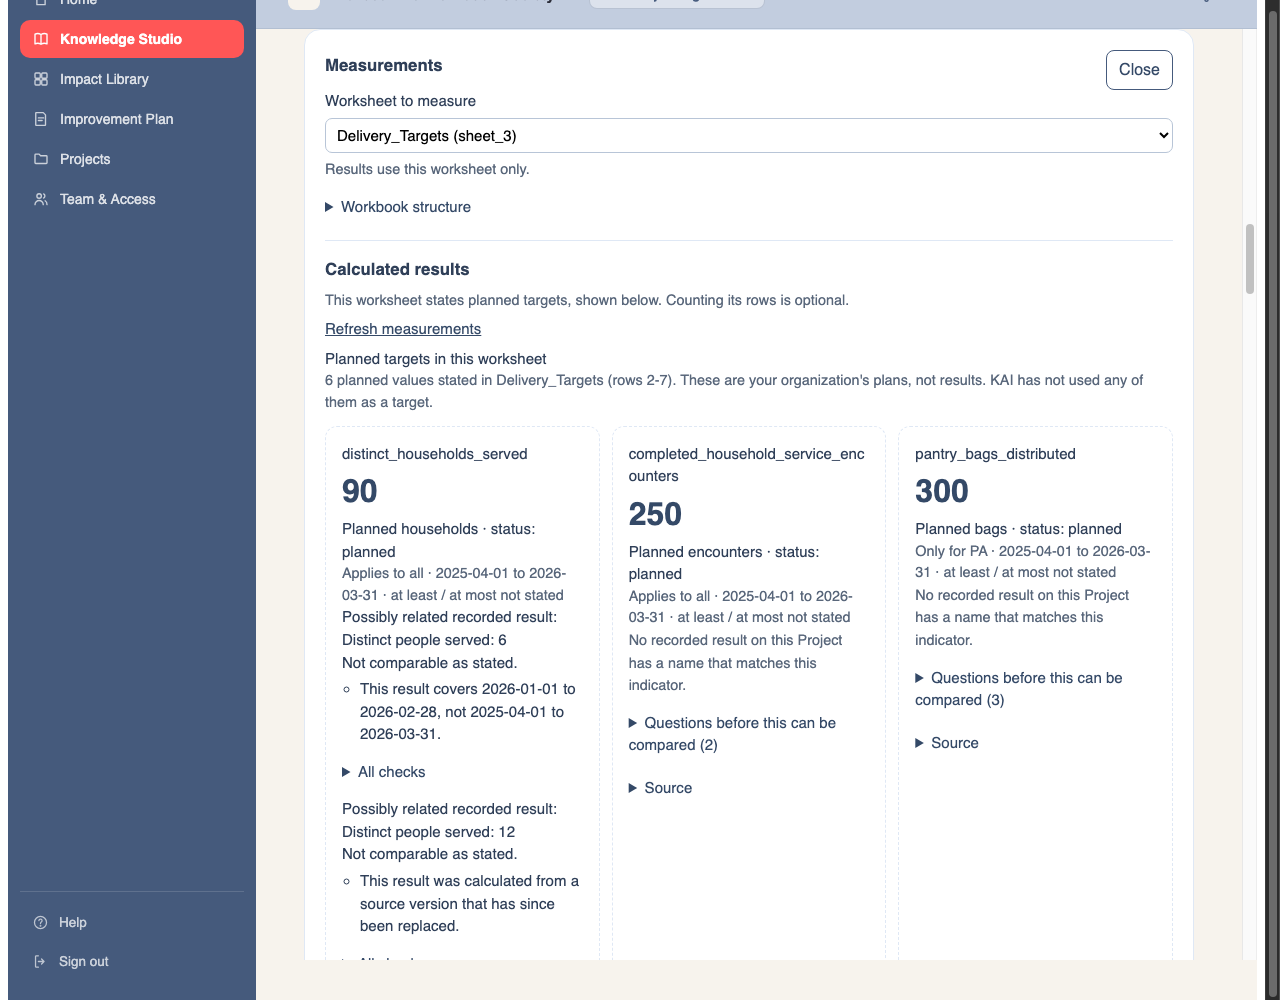 Home
Knowledge Studio
Impact Library
Improvement Plan
Projects
Team & Access
Help
Sign out
Measurements
Close
Worksheet to measure
Delivery_Targets (sheet_3)
Results use this worksheet only.
Workbook structure
Calculated results
This worksheet states planned targets, shown below. Counting its rows is optional.
Refresh measurements
Planned targets in this worksheet
6 planned values stated in Delivery_Targets (rows 2-7). These are your organization's plans, not results. KAI has not used any of
them as a target.
distinct_households_served
90
Planned households · status:
planned
Applies to all · 2025-04-01 to 2026-
03-31 · at least / at most not stated
Possibly related recorded result:
Distinct people served: 6
Not comparable as stated.
This result covers 2026-01-01 to
2026-02-28, not 2025-04-01 to
2026-03-31.
All checks
Possibly related recorded result:
Distinct people served: 12
Not comparable as stated.
This result was calculated from a
source version that has since
been replaced.
completed_household_service_enc
ounters
250
Planned encounters · status:
planned
Applies to all · 2025-04-01 to 2026-
03-31 · at least / at most not stated
No recorded result on this Project
has a name that matches this
indicator.
Questions before this can be
compared (2)
Source
pantry_bags_distributed
300
Planned bags · status: planned
Only for PA · 2025-04-01 to 2026-03-
31 · at least / at most not stated
No recorded result on this Project
has a name that matches this
indicator.
Questions before this can be
compared (3)
Source